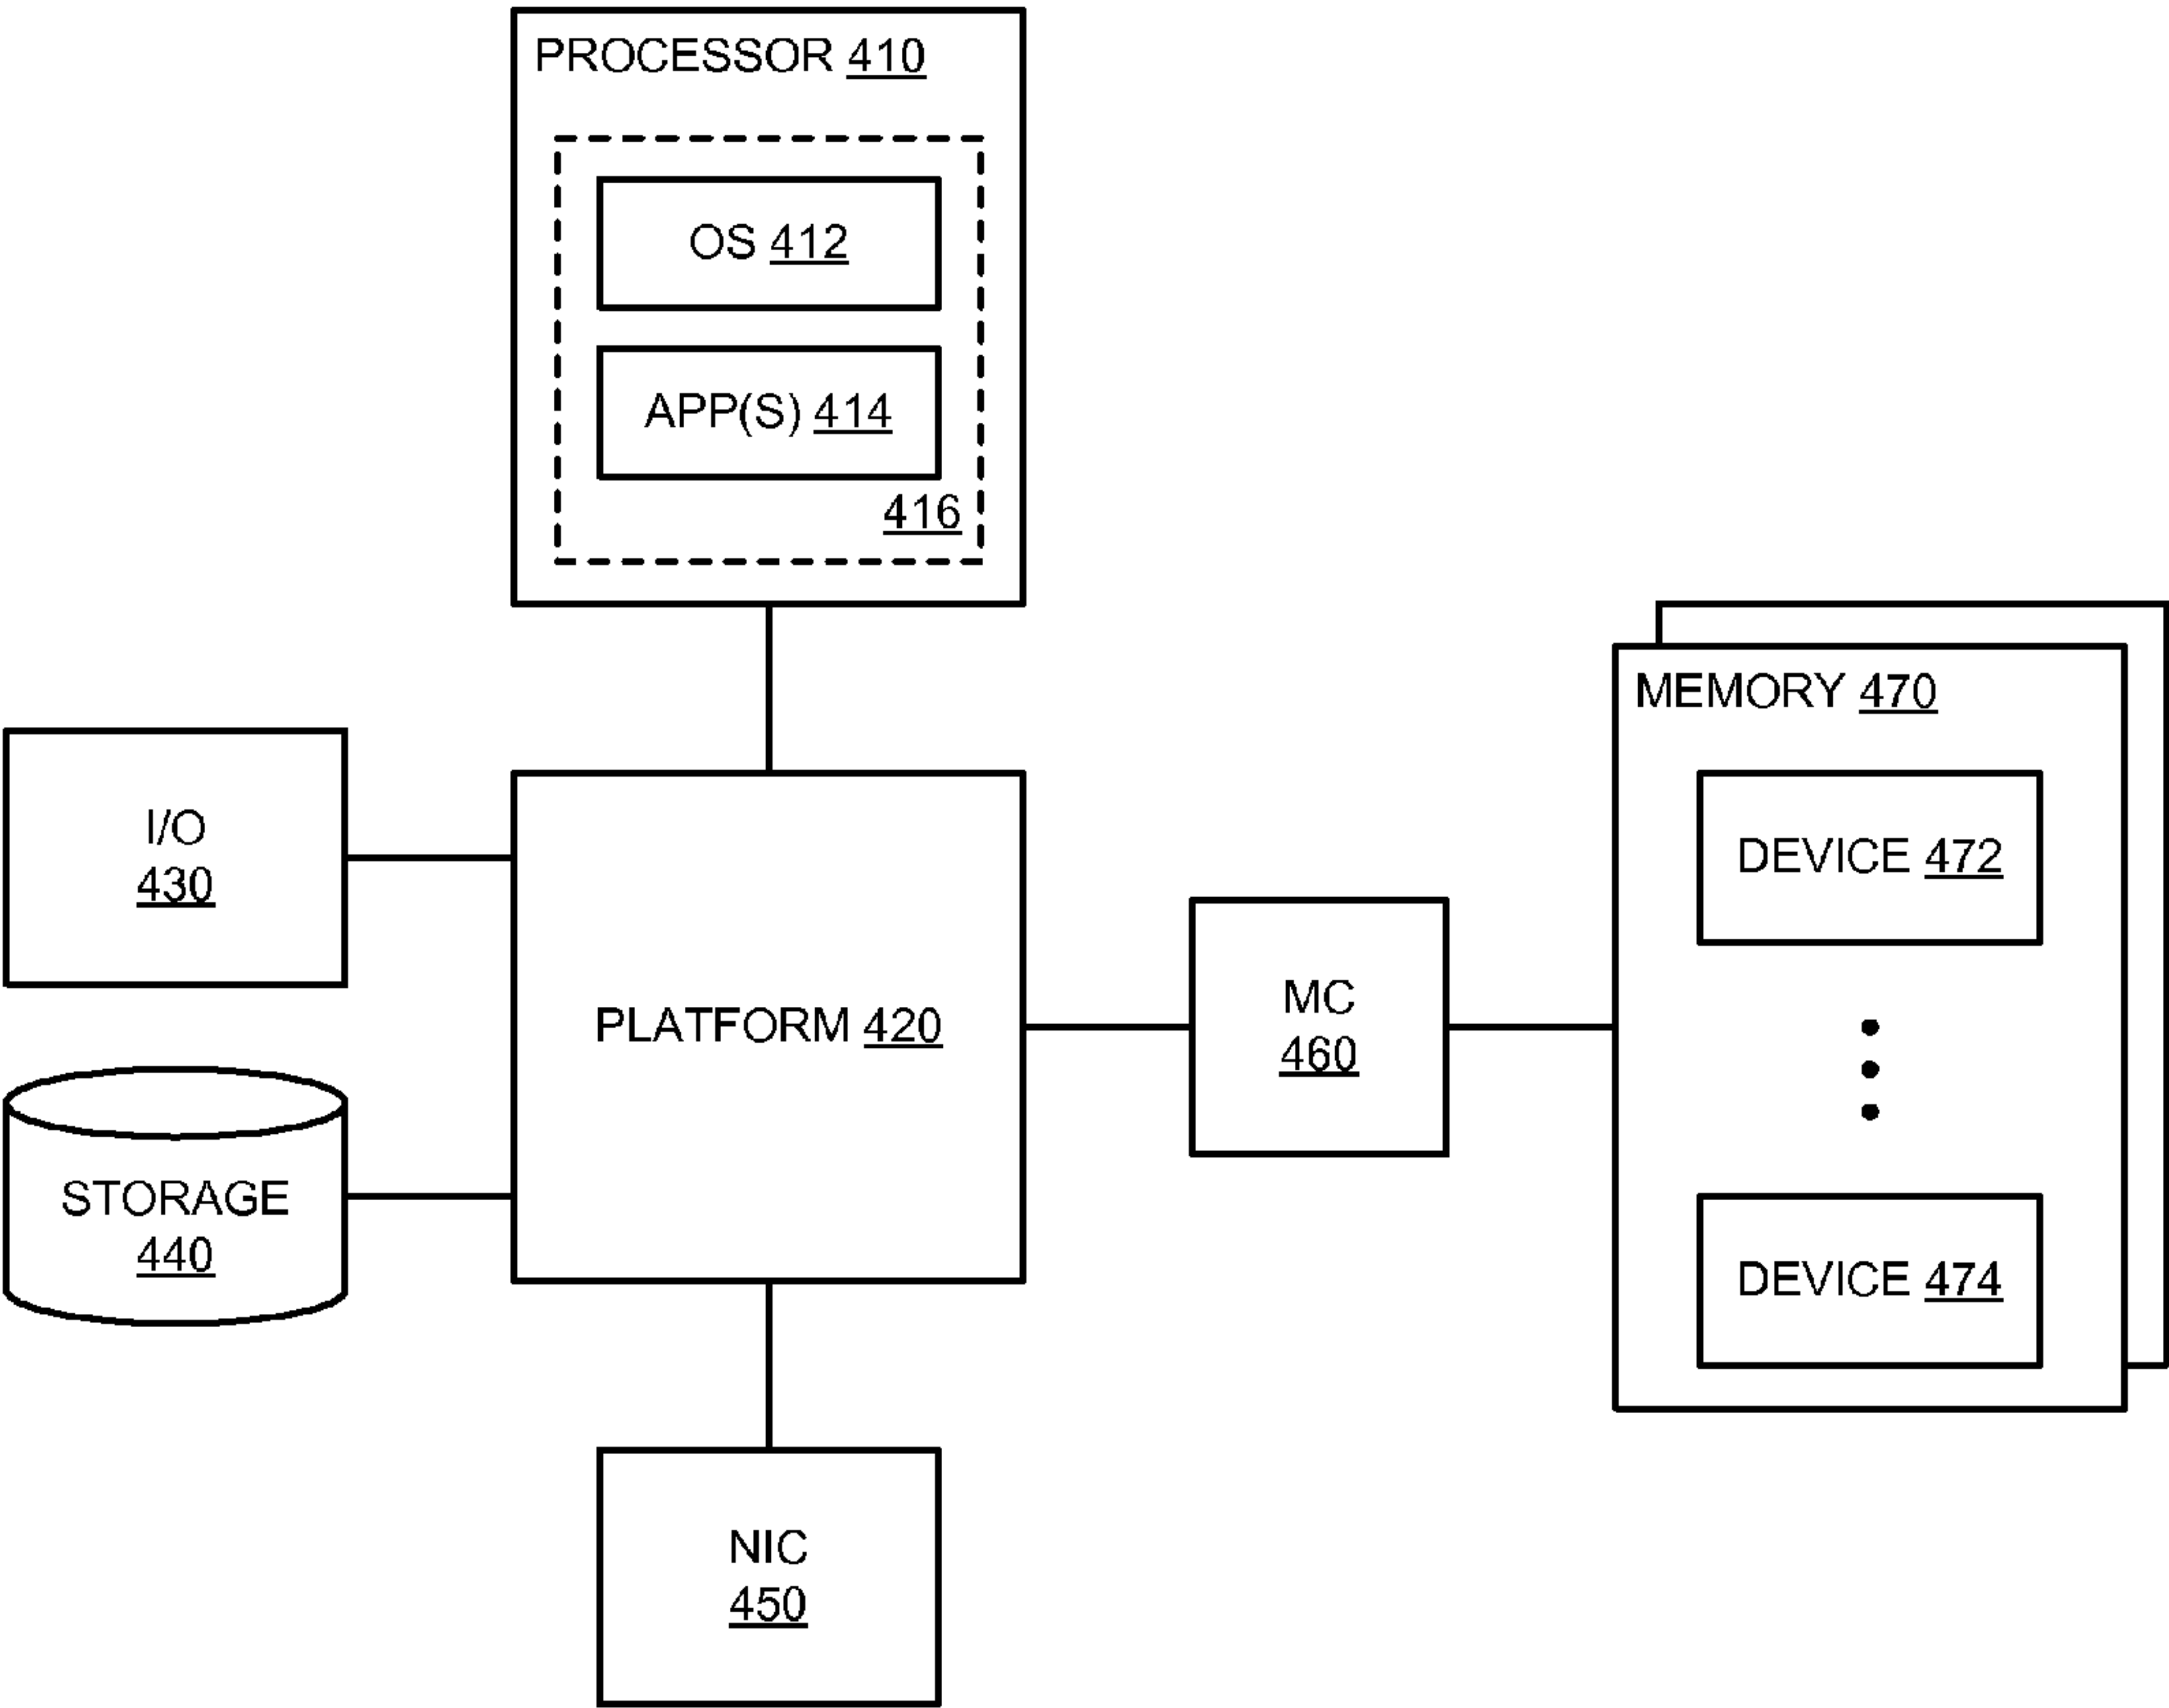 PROCESSOR 410
OS 412
APP(S) 414
416
I/O
430
STORAGE
440
PLATFORM 420
NIC
450
MC
460
MEMORY 470
DEVICE 472
DEVICE 474